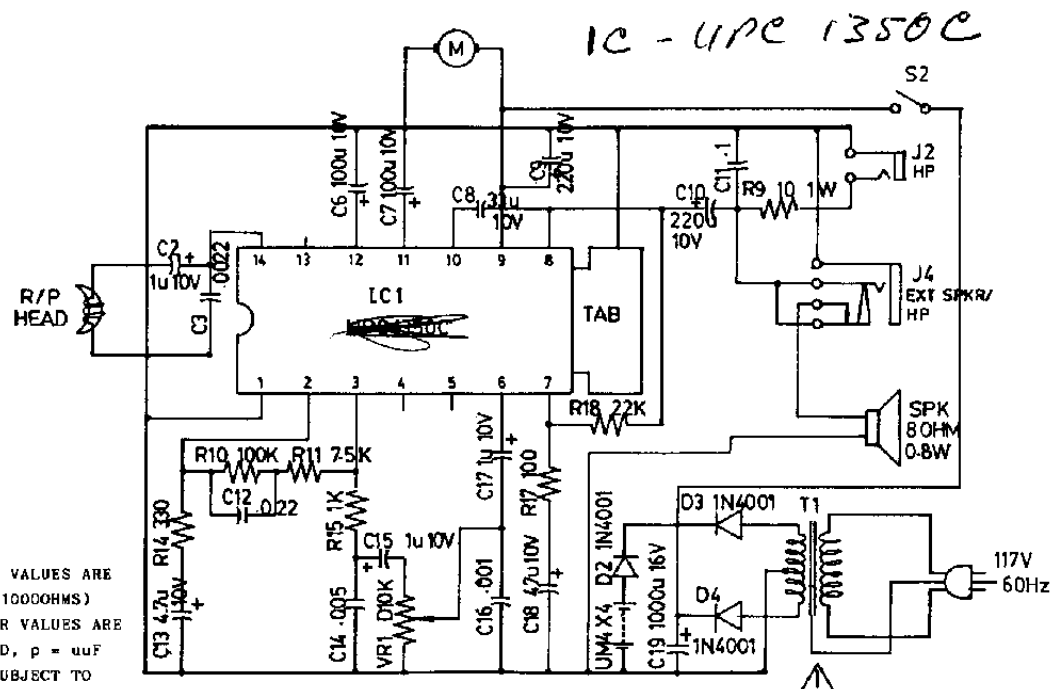 IC - UPC 1350C
S2
M
C6 100u 10V
C7 100u 10V
C9
220u 10V
C8
33u
10V
C10
220
10V
C11 .1
R9 10 1W
J2
HP
C2
1u 10V
.0022
C3
R/P
HEAD
14 13 12 11 10 9 8
IC1
TAB
1 2 3 4 5 6 7
J4
EXT SPKR/
HP
R18 22K
SPK
8OHM
0.8W
R10 100K
R11 7.5K
C12 .022
R14 330
C13 4.7u 10V
R15 1K
C15 1u 10V
C14 .005
VR1 D10K
C17 1u 10V
C16 .001
R17 100
C18 47u 10V
D3 1N4001
D2 1N4001
UM4 X4
C19 1000u 16V
D4
1N4001
T1
117V
60Hz
VALUES ARE
1000OHMS)
R VALUES ARE
D, p = uuF
UBJECT TO